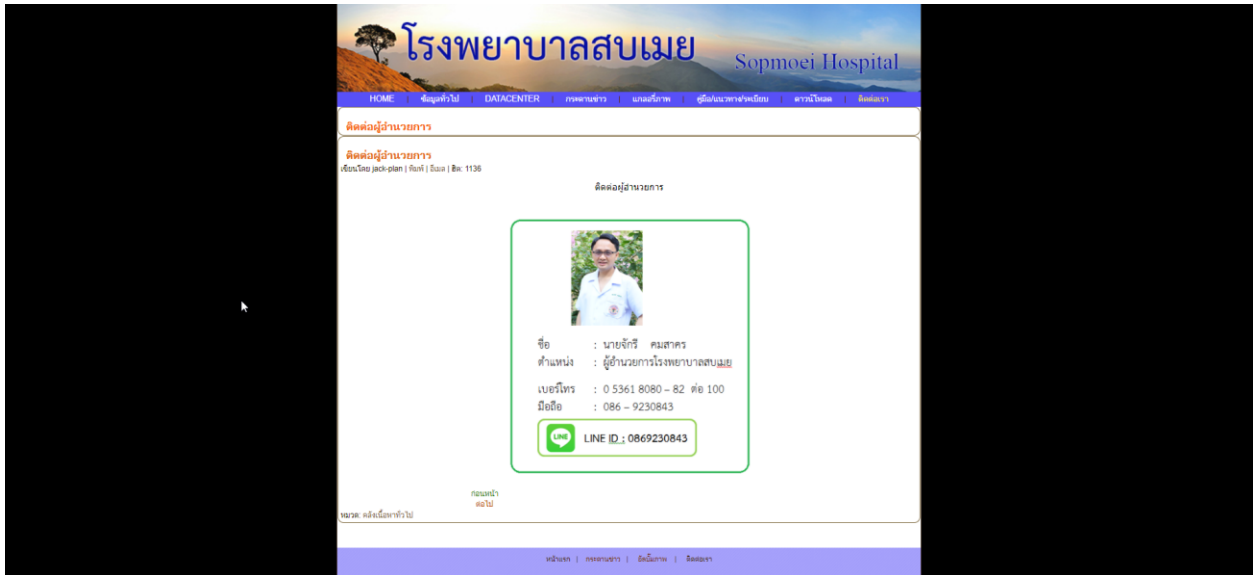 โรงพยาบาลสบเมย
Sopmoei Hospital
HOME | ข้อมูลทั่วไป | DATACENTER | กระดานข่าว | แกลลรี่ภาพ | คู่มือ/แนวทาง/ระเบียบ | ดาวน์โหลด | ติดต่อเรา
ติดต่อผู้อำนวยการ
ติดต่อผู้อำนวยการ
เขียนโดย jack-plan | พิมพ์ | อีเมล | ฮิต: 1136
ติดต่อผู้อำนวยการ
ชื่อ : นายจักรี คมสาคร
ตำแหน่ง : ผู้อำนวยการโรงพยาบาลสบเมย
เบอร์โทร : 0 5361 8080 – 82 ต่อ 100
มือถือ : 086 – 9230843
LINE LINE ID : 0869230843
ก่อนหน้า
ต่อไป
หมวด: คลังเนื้อหาทั่วไป
หน้าแรก | กระดานข่าว | อัลบั้มภาพ | ติดต่อเรา